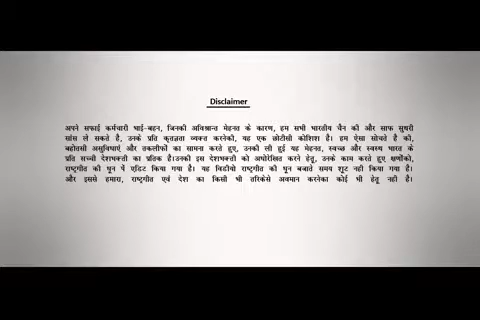 Disclaimer
अपने सफाई कर्मचारी भाई-बहन, जिनकी अविश्रान्त मेहनत के कारण, हम सभी भारतीय चैन की और साफ सुथरी
सांस ले सकते है, उनके प्रति कृतज्ञता व्यक्त करनेको, यह एक छोटीसी कोशिश है। हम ऐसा सोचते है की,
बहोतसी असुविधाएं और तकलीफों का सामना करते हुए, उनकी ली हुई यह मेहनत, स्वच्छ और स्वस्थ भारत के
प्रति सच्ची देशभक्ती का प्रतिक है।उनकी इस देशभक्ती को अधोरेखित करने हेतू, उनके काम करते हुए क्षणोंको,
राष्ट्रगीत की धून पें एडिट किया गया है। यह विडीयो राष्ट्रगीत की धून बजाते समय शूट नही किया गया है।
और इससे हमारा, राष्ट्रगीत एवं देश का किसी भी तरिकेसे अवमान करनेका कोई भी हेतू नही है।